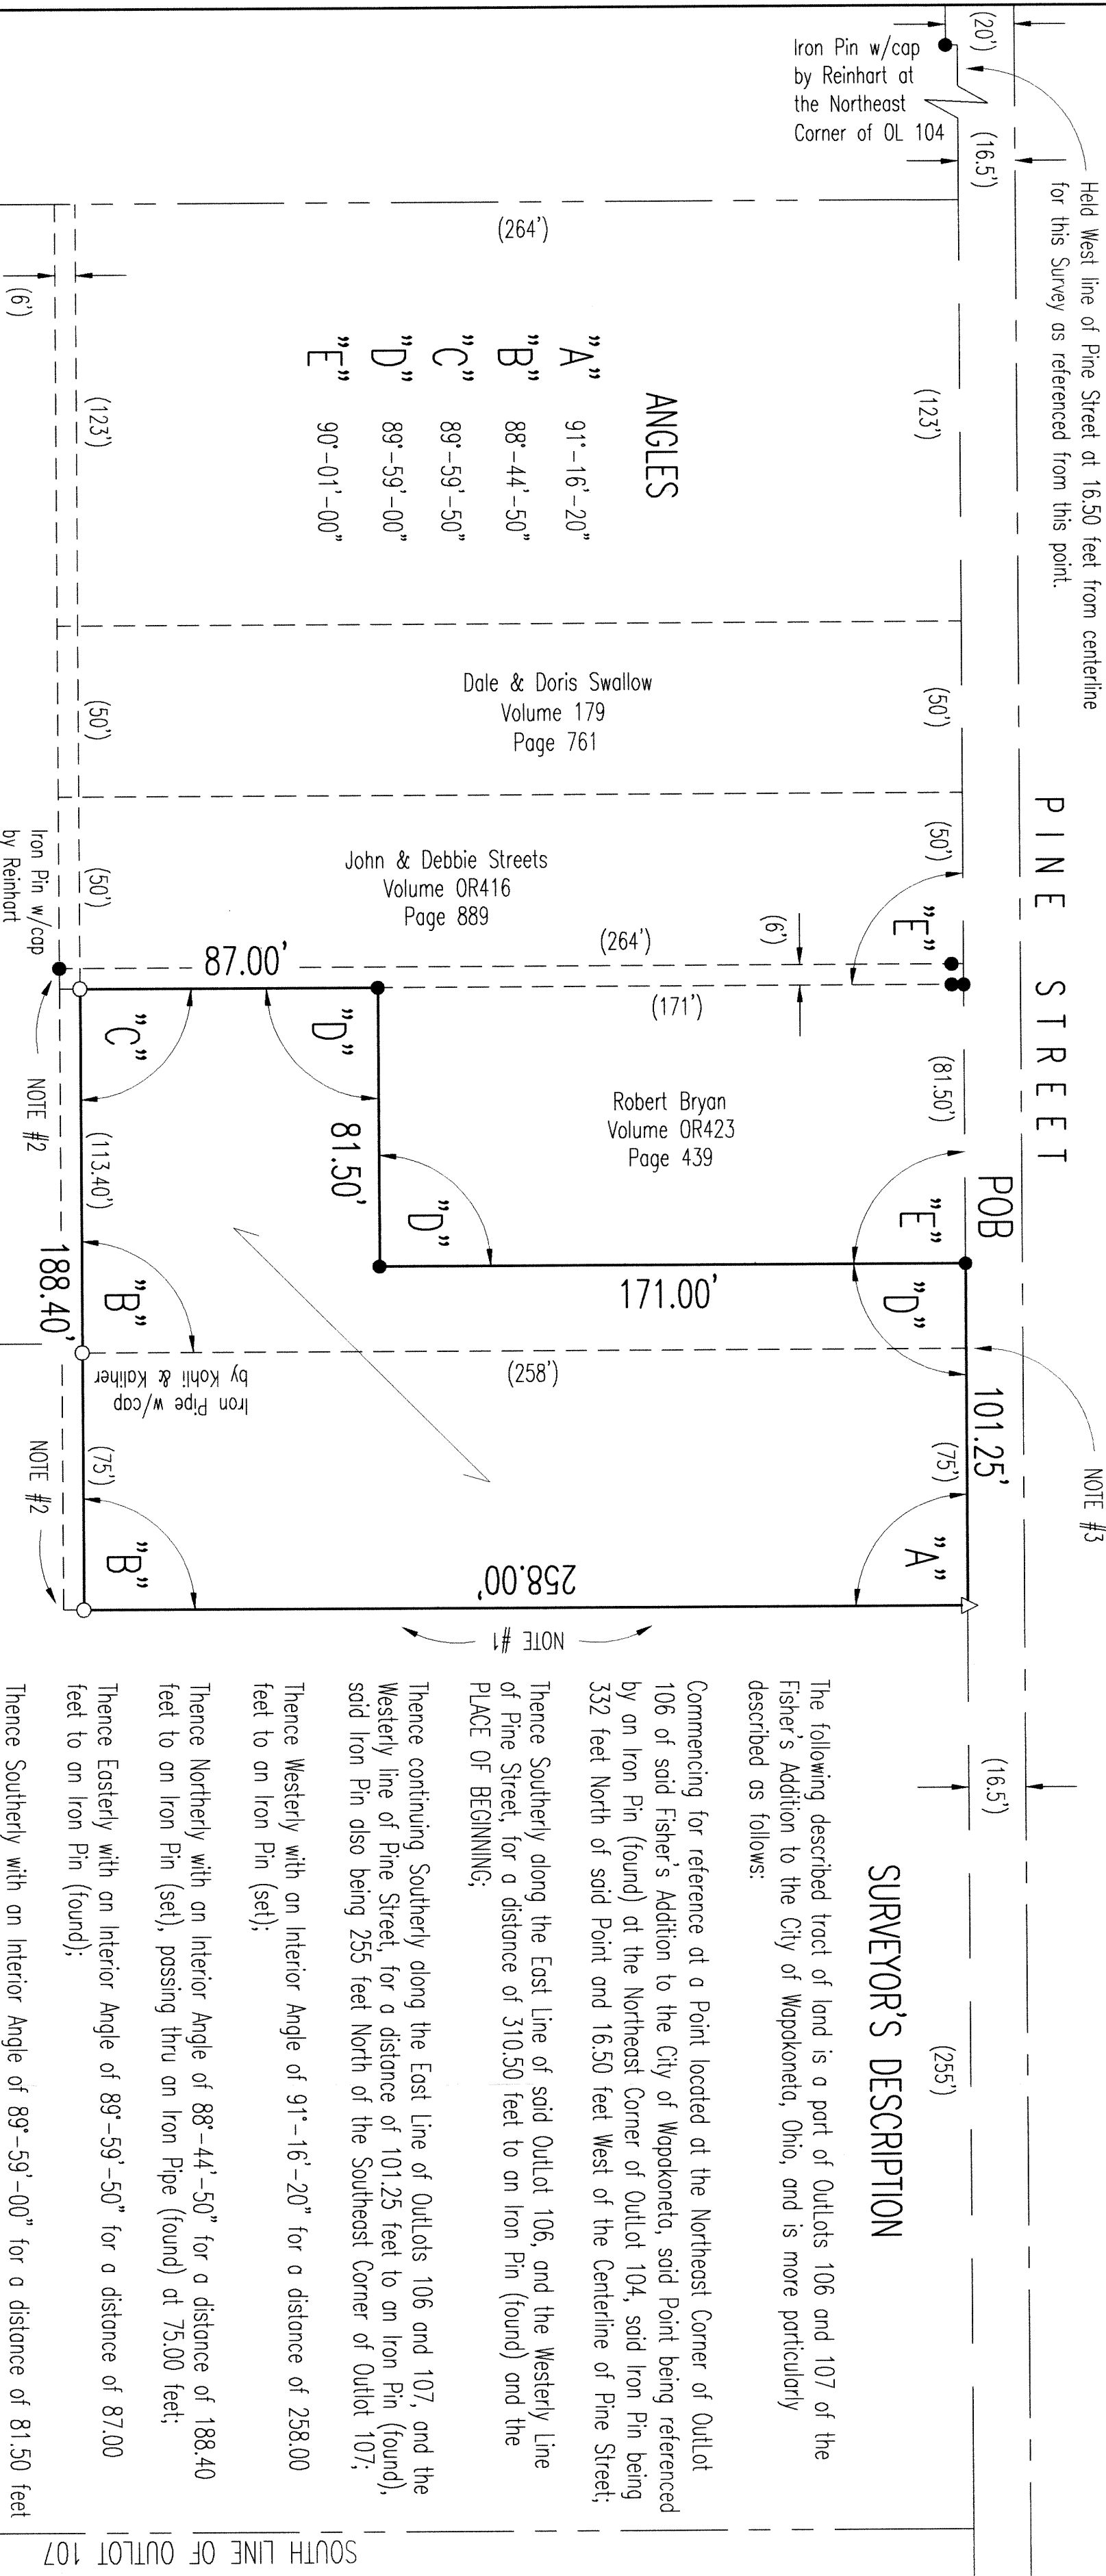 Held West line of Pine Street at 16.50 feet from centerline
for this Survey as referenced from this point.
(20')
(16.5')
Iron Pin w/cap
by Reinhart at
the Northeast
Corner of OL 104
PINE STREET
POB
NOTE #3
(264')
(123')
(50')
(50')
(81.50')
101.25'
(75')
(16.5')
(255')
ANGLES
"A" 91°-16'-20"
"B" 88°-44'-50"
"C" 89°-59'-50"
"D" 89°-59'-00"
"E" 90°-01'-00"
Dale & Doris Swallow
Volume 179
Page 761
John & Debbie Streets
Volume OR416
Page 889
"E"
(6')
(264')
(171')
Robert Bryan
Volume OR423
Page 439
"E"
"D"
"A"
87.00'
"D"
81.50'
"D"
171.00'
(258')
258.00'
NOTE #1
"C"
"B"
"B"
Iron Pipe w/cap
by Kohli & Kaliher
(6')
(123')
(50')
(50')
(113.40')
188.40'
(75')
Iron Pin w/cap
by Reinhart
NOTE #2
NOTE #2
SURVEYOR'S DESCRIPTION
The following described tract of land is a part of OutLots 106 and 107 of the
Fisher's Addition to the City of Wapakoneta, Ohio, and is more particularly
described as follows:
Commencing for reference at a Point located at the Northeast Corner of OutLot
106 of said Fisher's Addition to the City of Wapakoneta, said Point being referenced
by an Iron Pin (found) at the Northeast Corner of OutLot 104, said Iron Pin being
332 feet North of said Point and 16.50 feet West of the Centerline of Pine Street;
Thence Southerly along the East Line of said OutLot 106, and the Westerly Line
of Pine Street, for a distance of 310.50 feet to an Iron Pin (found) and the
PLACE OF BEGINNING;
Thence continuing Southerly along the East Line of OutLots 106 and 107, and the
Westerly line of Pine Street, for a distance of 101.25 feet to an Iron Pin (found),
said Iron Pin also being 255 feet North of the Southeast Corner of Outlot 107;
Thence Westerly with an Interior Angle of 91°-16'-20" for a distance of 258.00
feet to an Iron Pin (set);
Thence Northerly with an Interior Angle of 88°-44'-50" for a distance of 188.40
feet to an Iron Pin (set), passing thru an Iron Pipe (found) at 75.00 feet;
Thence Easterly with an Interior Angle of 89°-59'-50" for a distance of 87.00
feet to an Iron Pin (found);
Thence Southerly with an Interior Angle of 89°-59'-00" for a distance of 81.50 feet
SOUTH LINE OF OUTLOT 107